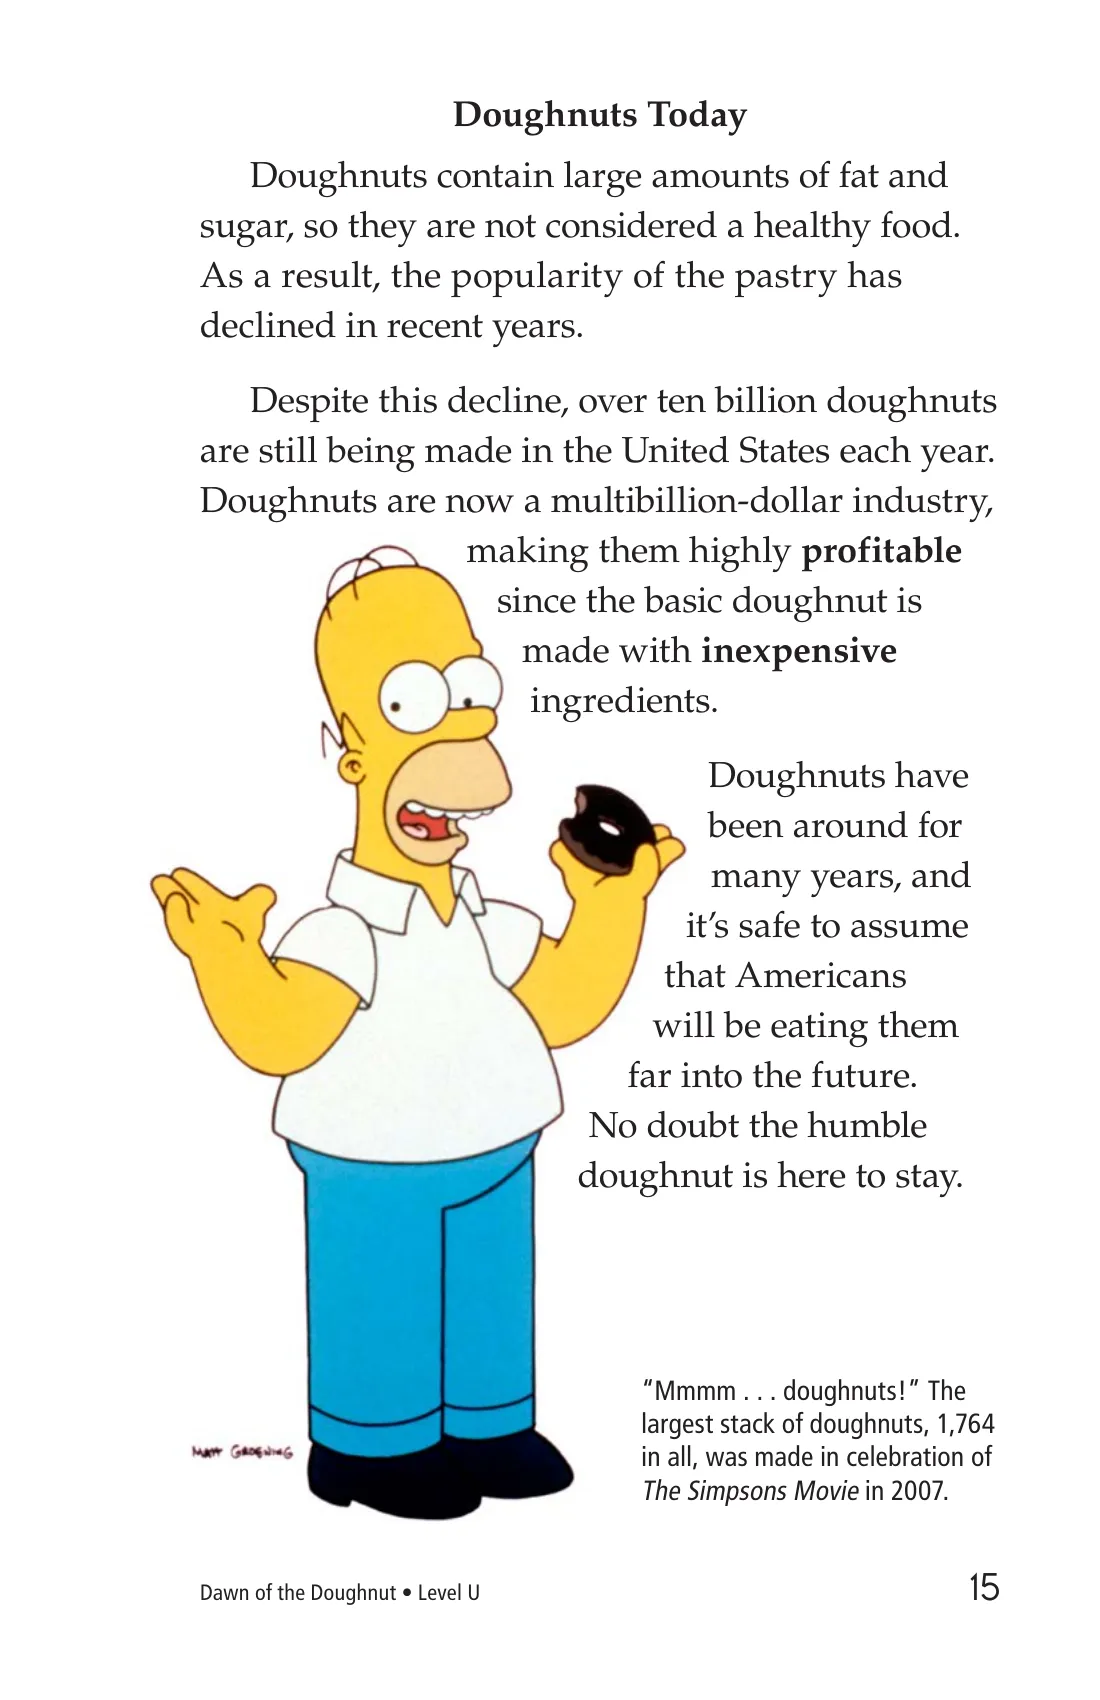 Doughnuts Today
Doughnuts contain large amounts of fat and
sugar, so they are not considered a healthy food.
As a result, the popularity of the pastry has
declined in recent years.
Despite this decline, over ten billion doughnuts
are still being made in the United States each year.
Doughnuts are now a multibillion-dollar industry,
making them highly profitable
since the basic doughnut is
made with inexpensive
ingredients.
Doughnuts have
been around for
many years, and
it’s safe to assume
that Americans
will be eating them
far into the future.
No doubt the humble
doughnut is here to stay.
“Mmmm . . . doughnuts!” The
largest stack of doughnuts, 1,764
in all, was made in celebration of
The Simpsons Movie in 2007.
MATT GROENING
Dawn of the Doughnut • Level U
15